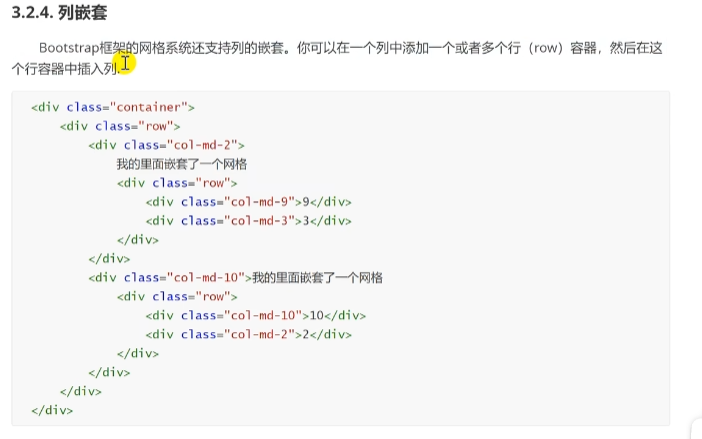 3.2.4. 列嵌套
Bootstrap框架的网格系统还支持列的嵌套。你可以在一个列中添加一个或者多个行（row）容器，然后在这
个行容器中插入列.
<div class="container">
<div class="row">
<div class="col-md-2">
我的里面嵌套了一个网格
<div class="row">
<div class="col-md-9">9</div>
<div class="col-md-3">3</div>
</div>
</div>
<div class="col-md-10">我的里面嵌套了一个网格
<div class="row">
<div class="col-md-10">10</div>
<div class="col-md-2">2</div>
</div>
</div>
</div>
</div>